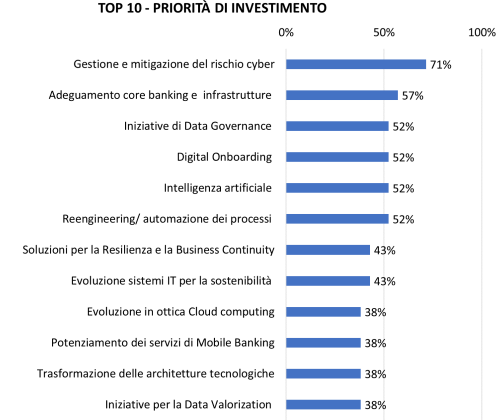 TOP 10 - PRIORITÀ DI INVESTIMENTO
0% 50% 100%
Gestione e mitigazione del rischio cyber 71%
Adeguamento core banking e infrastrutture 57%
Iniziative di Data Governance 52%
Digital Onboarding 52%
Intelligenza artificiale 52%
Reengineering/ automazione dei processi 52%
Soluzioni per la Resilienza e la Business Continuity 43%
Evoluzione sistemi IT per la sostenibilità 43%
Evoluzione in ottica Cloud computing 38%
Potenziamento dei servizi di Mobile Banking 38%
Trasformazione delle architetture tecnologiche 38%
Iniziative per la Data Valorization 38%